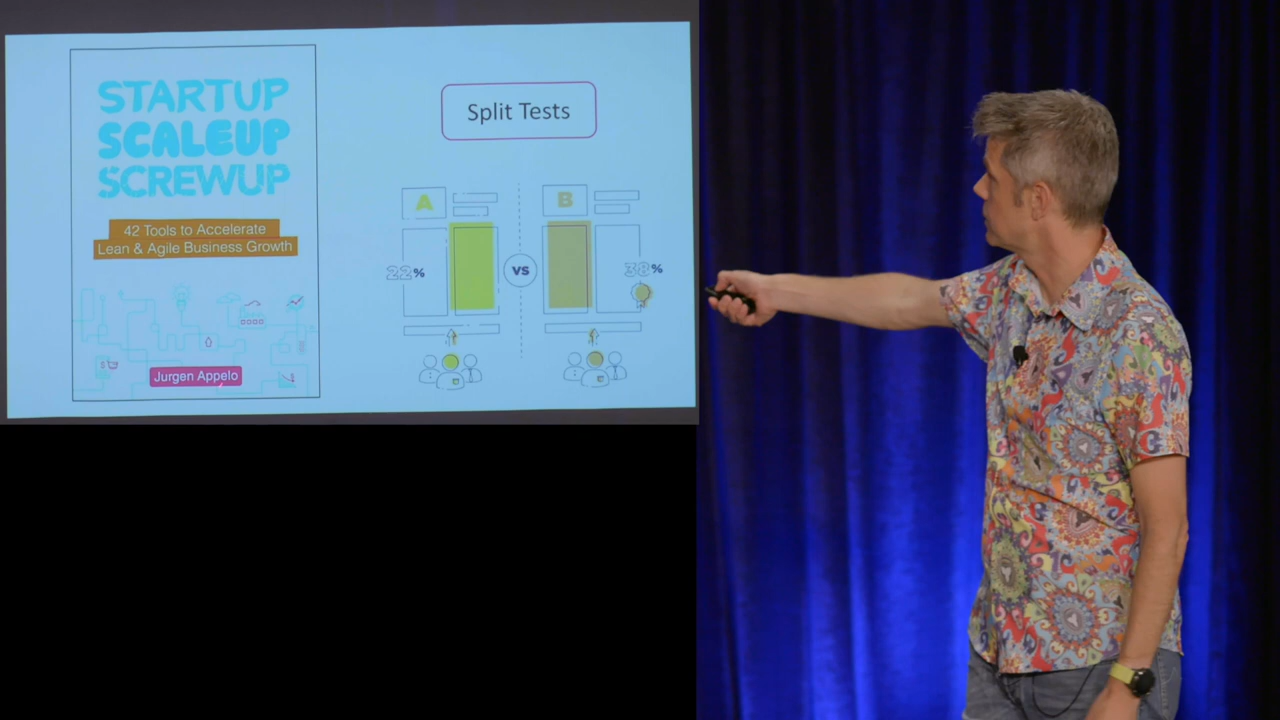 STARTUP
SCALEUP
SCREWUP
42 Tools to Accelerate
Lean & Agile Business Growth
Jurgen Appelo
Split Tests
A
B
22%
VS
38%